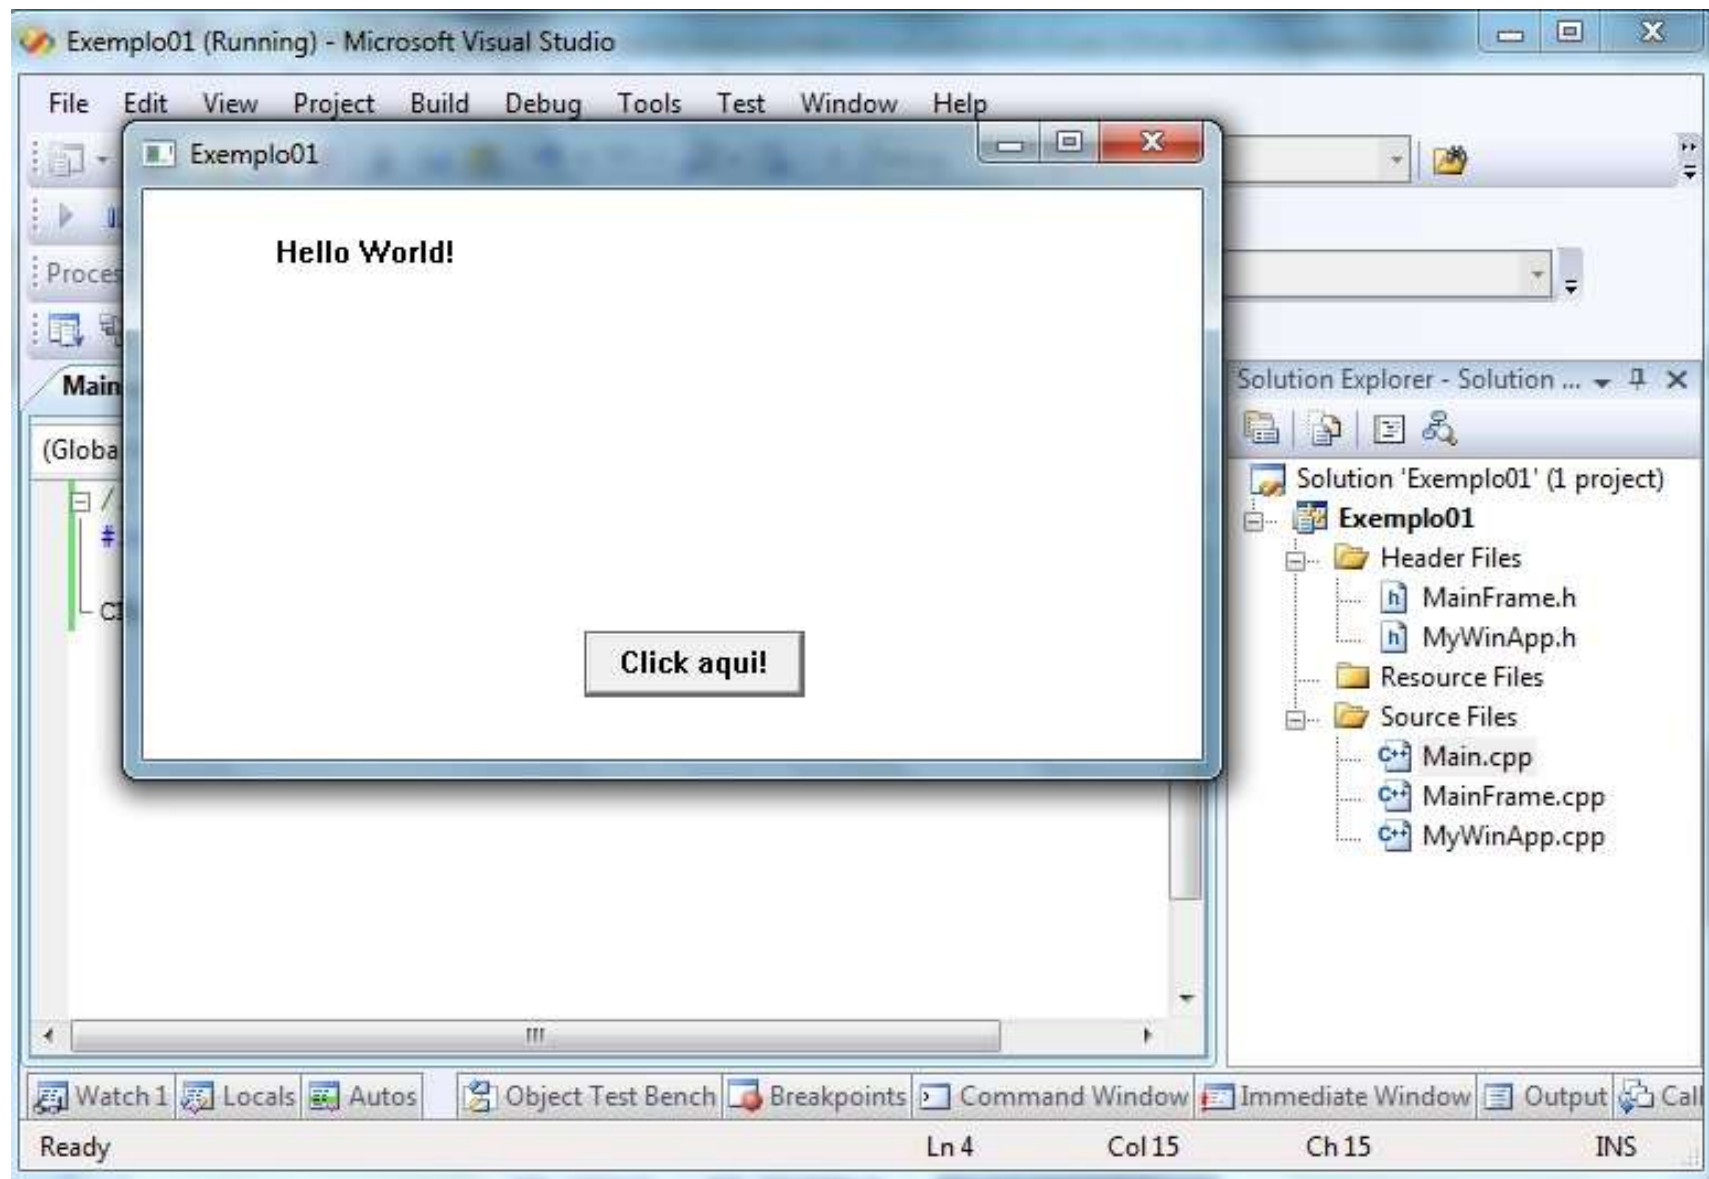 Exemplo01 (Running) - Microsoft Visual Studio
File Edit View Project Build Debug Tools Test Window Help
Exemplo01
Hello World!
Click aqui!
Proces
Main
(Globa
/
#
Solution Explorer - Solution ...
Solution 'Exemplo01' (1 project)
Exemplo01
Header Files
MainFrame.h
MyWinApp.h
Resource Files
Source Files
Main.cpp
MainFrame.cpp
MyWinApp.cpp
Watch 1 Locals Autos Object Test Bench Breakpoints Command Window Immediate Window Output Call
Ready Ln 4 Col 15 Ch 15 INS